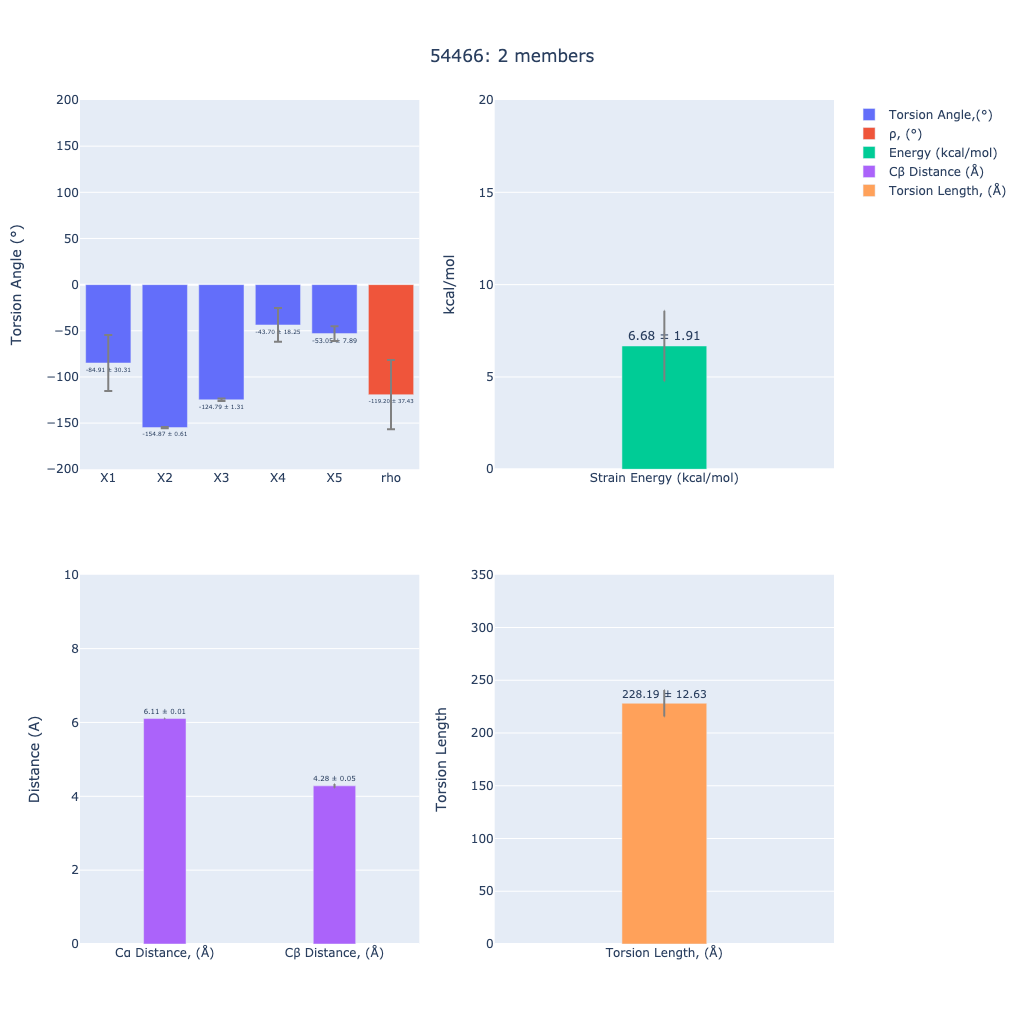 54466: 2 members
200
150
100
50
0
−50
−100
−150
−200
Torsion Angle (°)
-84.91 ± 30.31
-154.87 ± 0.61
-124.79 ± 1.31
-43.70 ± 18.25
-53.05 ± 7.89
-119.20 ± 37.43
X1 X2 X3 X4 X5 rho
20
15
10
5
0
kcal/mol
6.68 ± 1.91
Strain Energy (kcal/mol)
Torsion Angle,(°)
ρ, (°)
Energy (kcal/mol)
Cβ Distance (Å)
Torsion Length, (Å)
10
8
6
4
2
0
Distance (A)
6.11 ± 0.01
4.28 ± 0.05
Cα Distance, (Å) Cβ Distance, (Å)
350
300
250
200
150
100
50
0
Torsion Length
228.19 ± 12.63
Torsion Length, (Å)